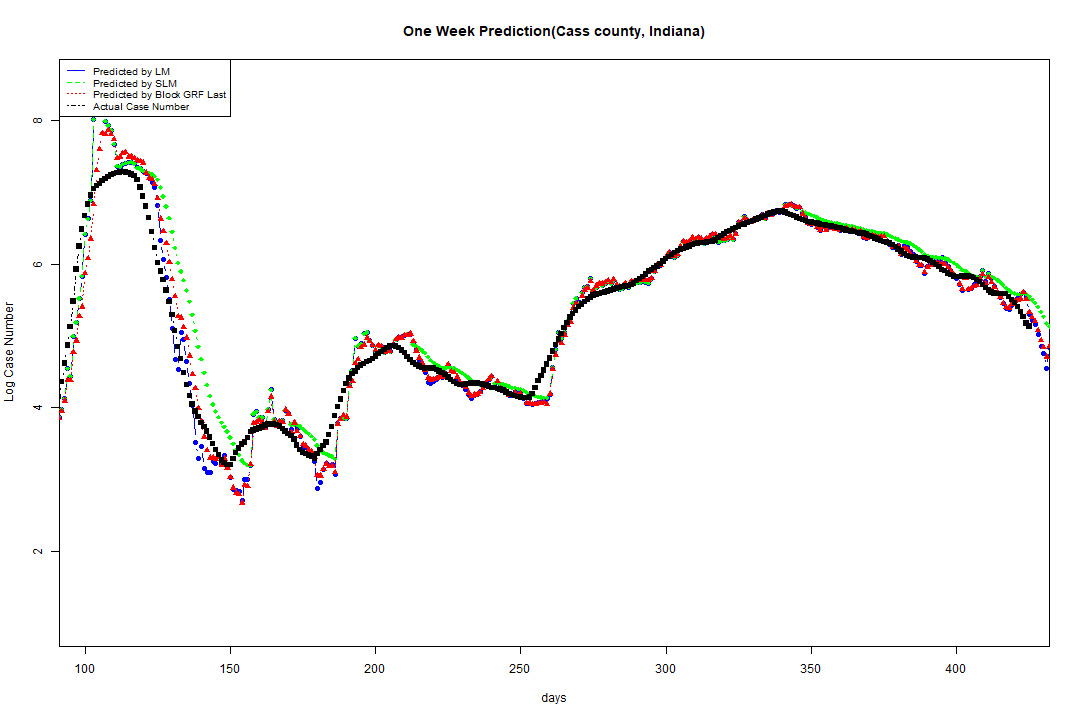 One Week Prediction(Cass county, Indiana)
Predicted by LM
Predicted by SLM
Predicted by Block GRF Last
Actual Case Number
8
6
4
2
Log Case Number
100 150 200 250 300 350 400
days